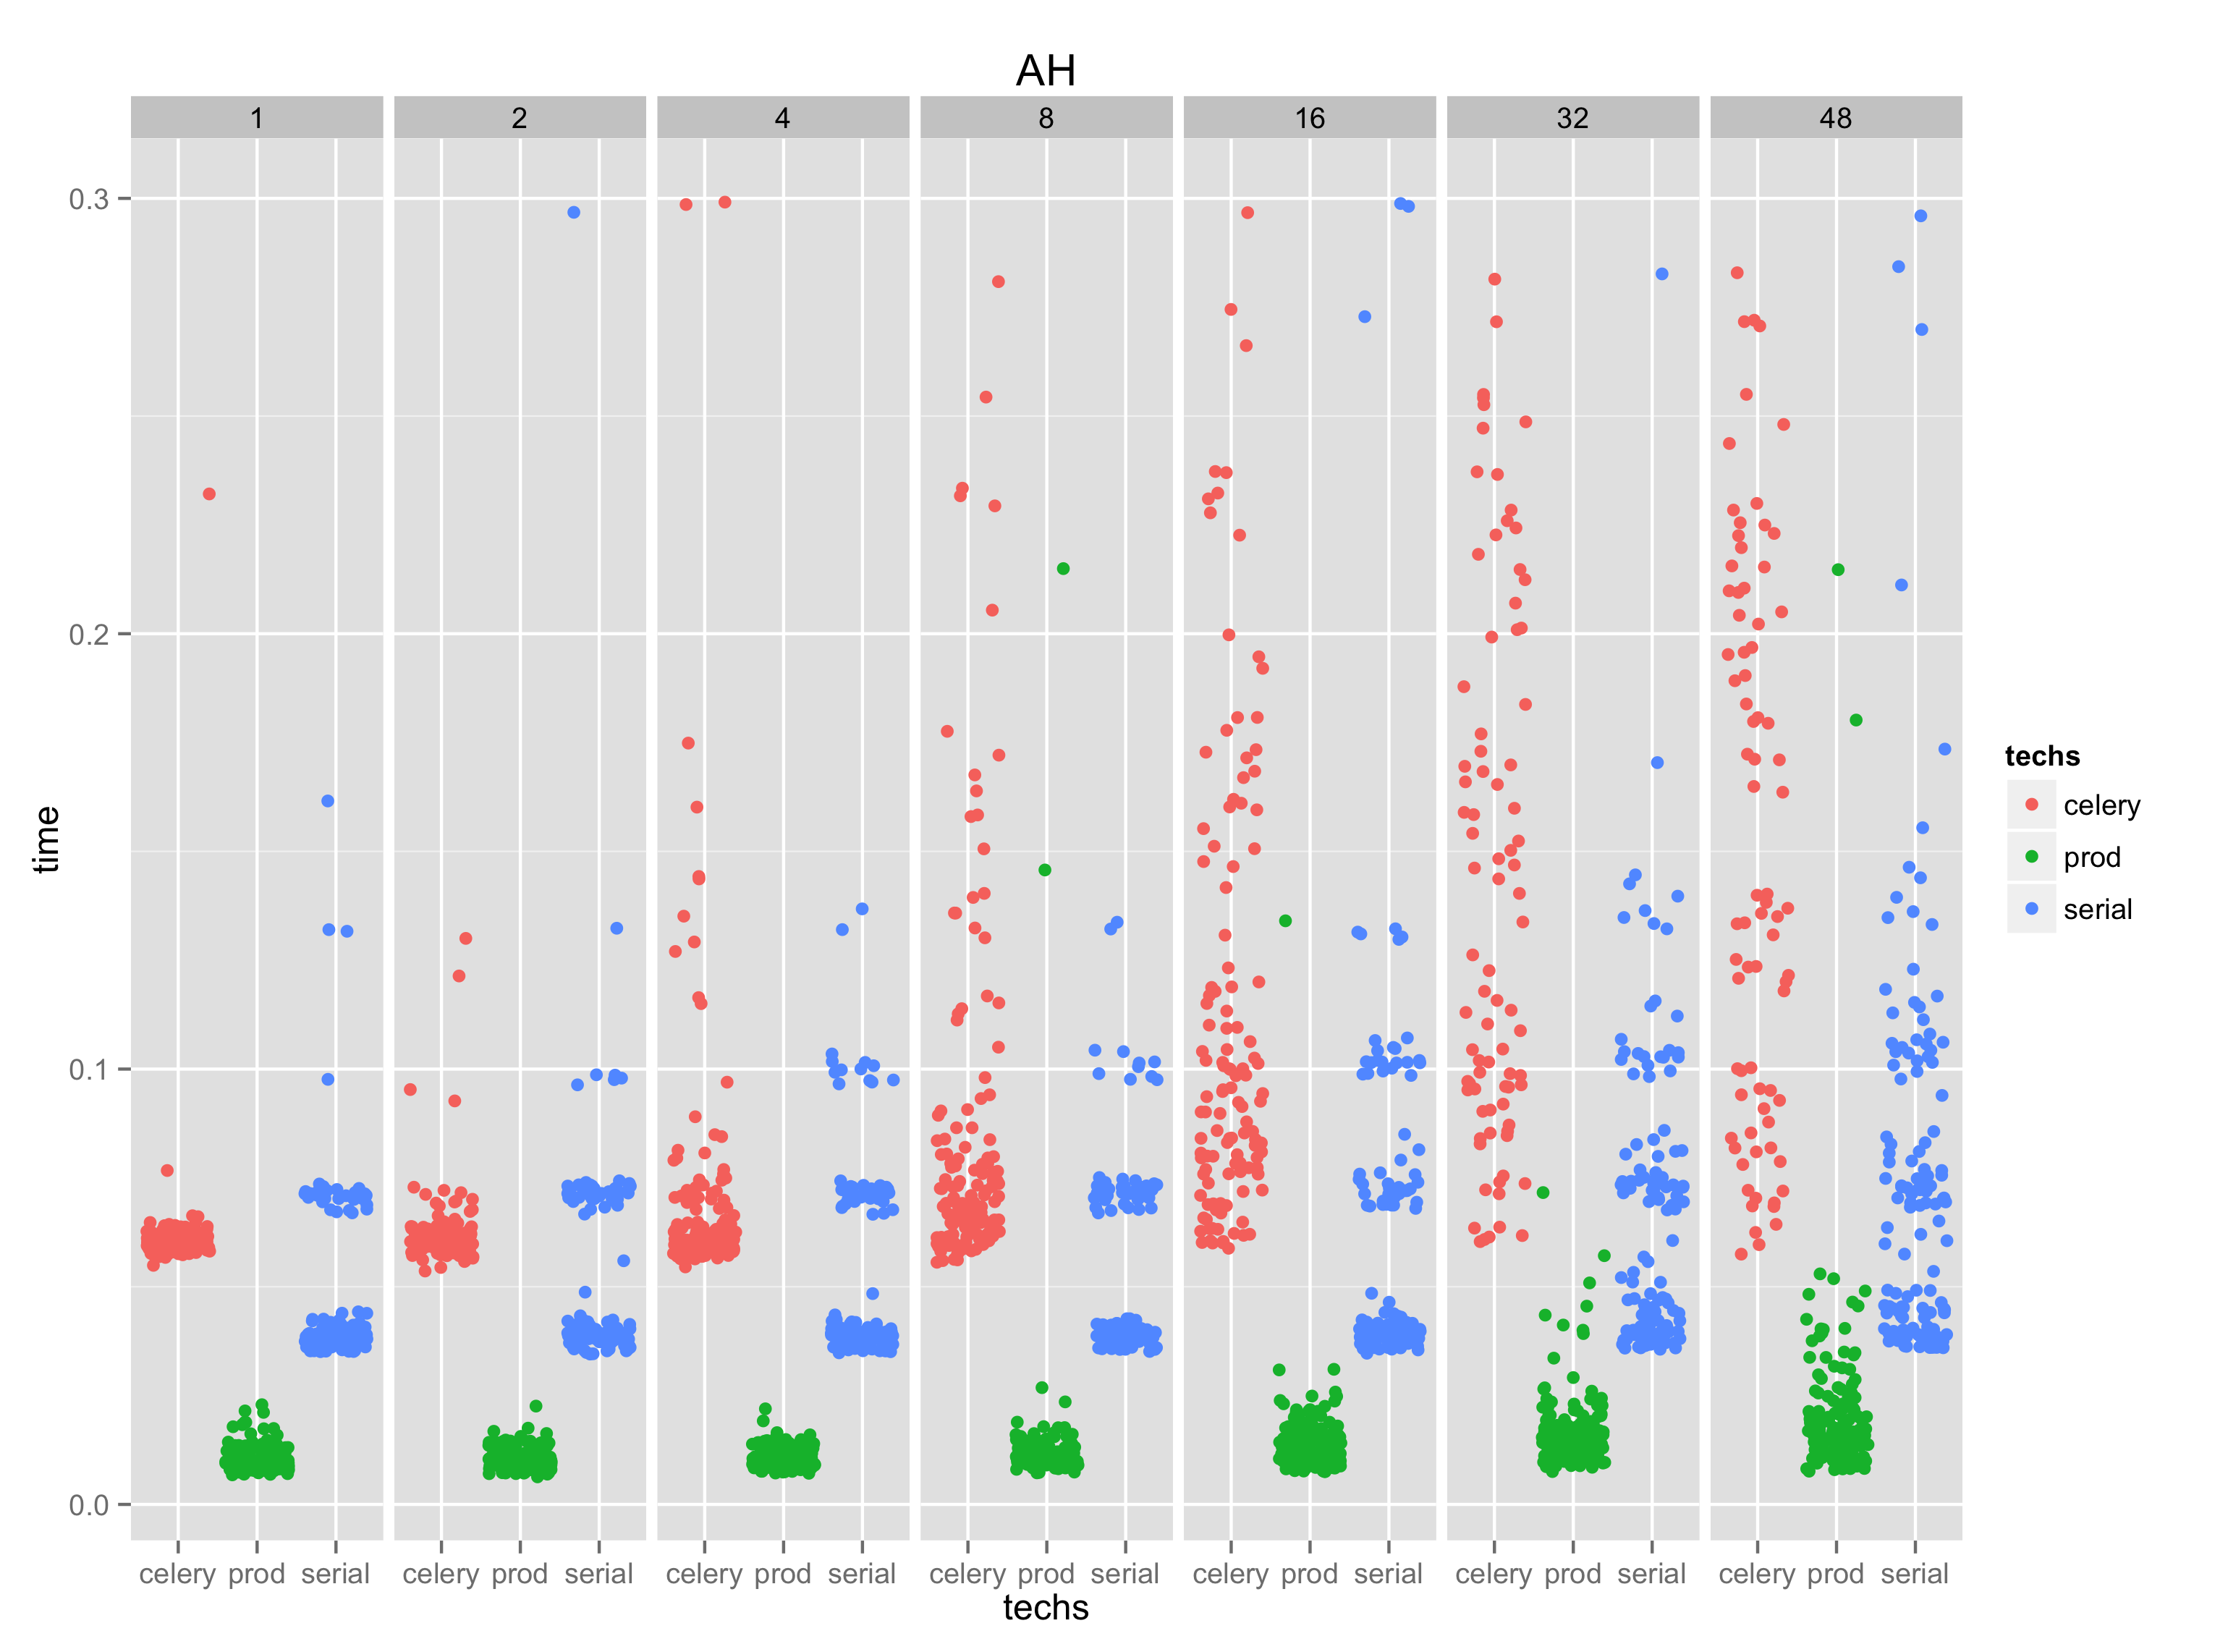 AH
1 2 4 8 16 32 48
0.3
0.2
0.1
0.0
time
celery prod serial celery prod serial celery prod serial celery prod serial celery prod serial celery prod serial celery prod serial
techs
techs
celery
prod
serial